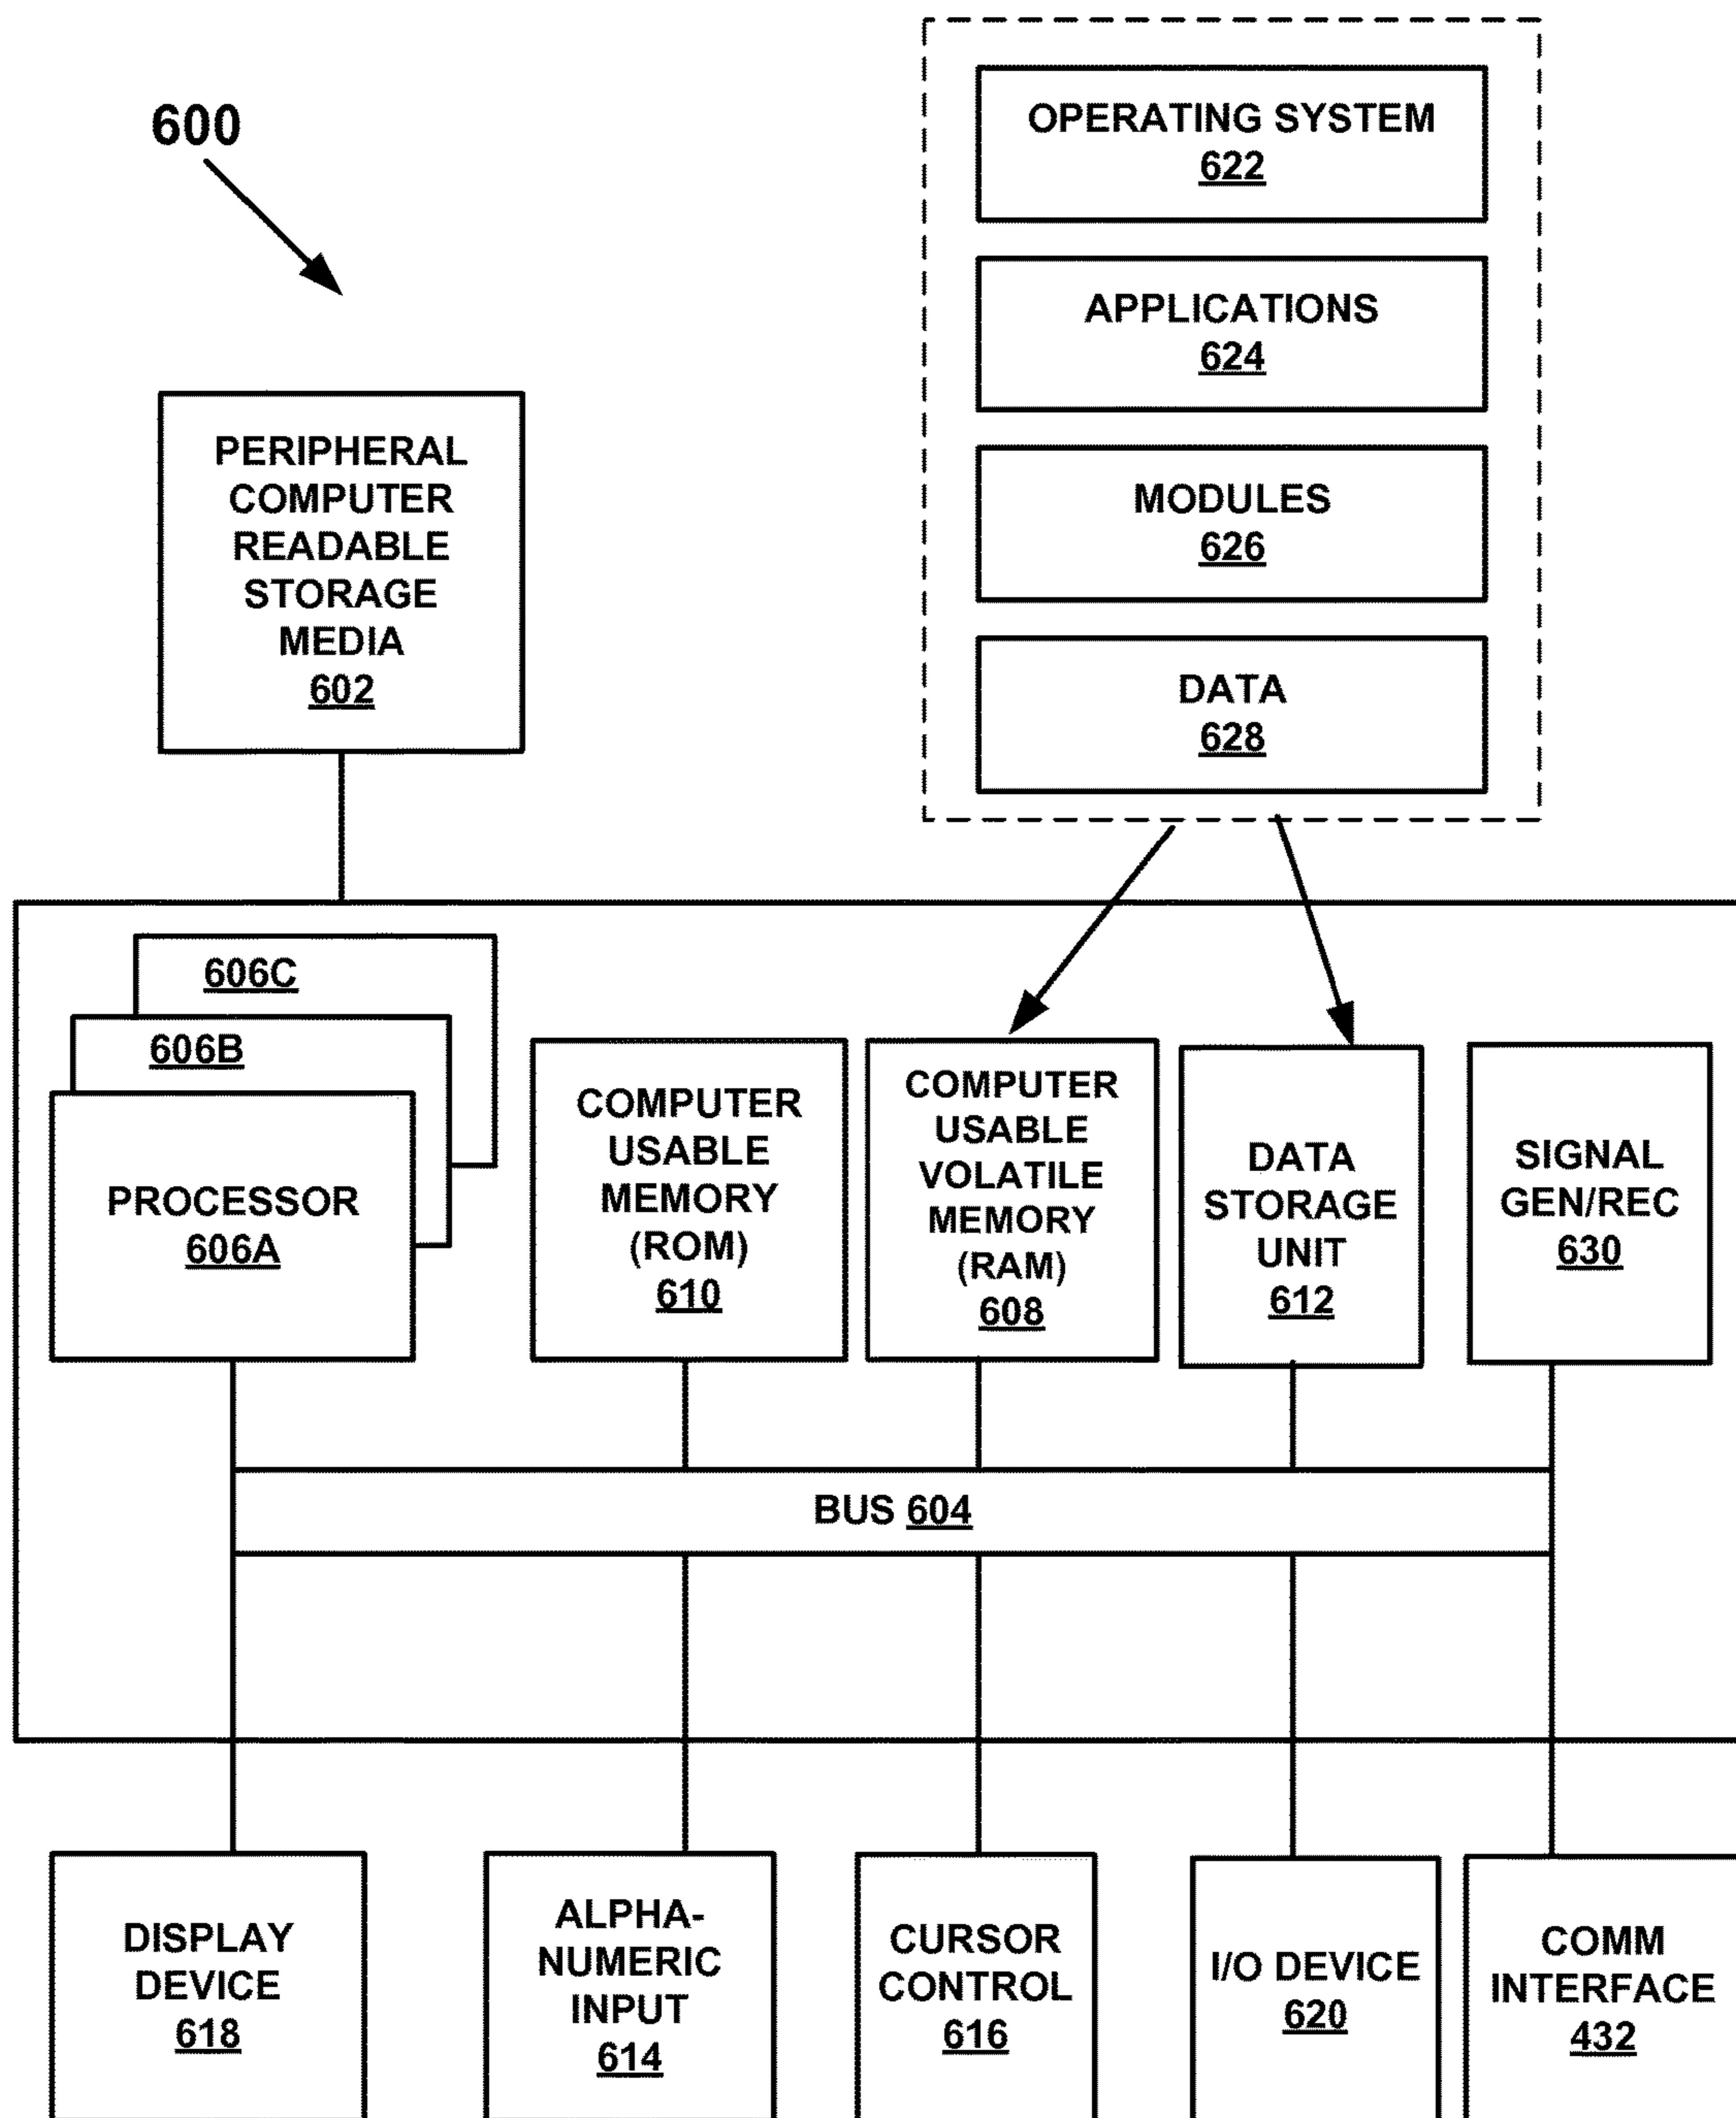 600
OPERATING SYSTEM
622
APPLICATIONS
624
MODULES
626
DATA
628
PERIPHERAL
COMPUTER
READABLE
STORAGE
MEDIA
602
606C
606B
PROCESSOR
606A
COMPUTER
USABLE
MEMORY
(ROM)
610
COMPUTER
USABLE
VOLATILE
MEMORY
(RAM)
608
DATA
STORAGE
UNIT
612
SIGNAL
GEN/REC
630
BUS 604
DISPLAY
DEVICE
618
ALPHA-
NUMERIC
INPUT
614
CURSOR
CONTROL
616
I/O DEVICE
620
COMM
INTERFACE
432